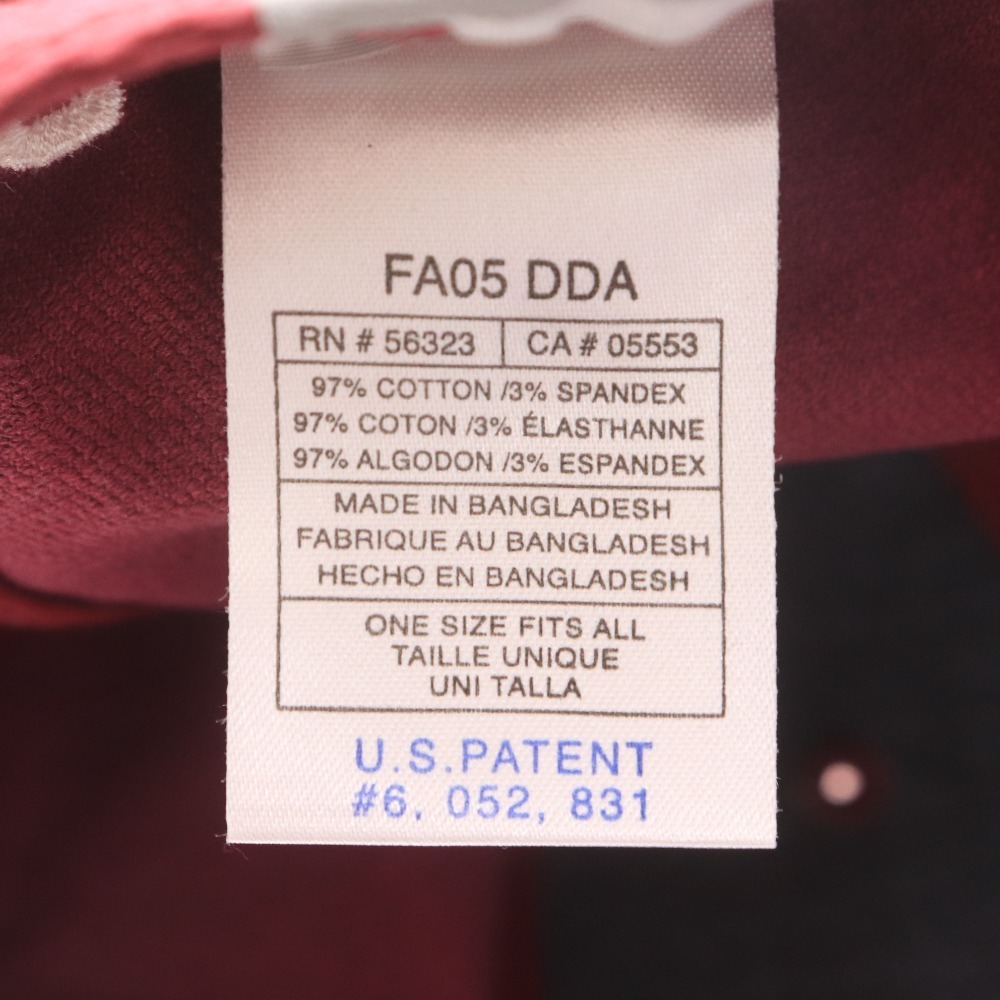 FA05 DDA
RN # 56323 CA # 05553
97% COTTON /3% SPANDEX
97% COTON /3% ÉLASTHANNE
97% ALGODON /3% ESPANDEX
MADE IN BANGLADESH
FABRIQUE AU BANGLADESH
HECHO EN BANGLADESH
ONE SIZE FITS ALL
TAILLE UNIQUE
UNI TALLA
U.S.PATENT
#6, 052, 831